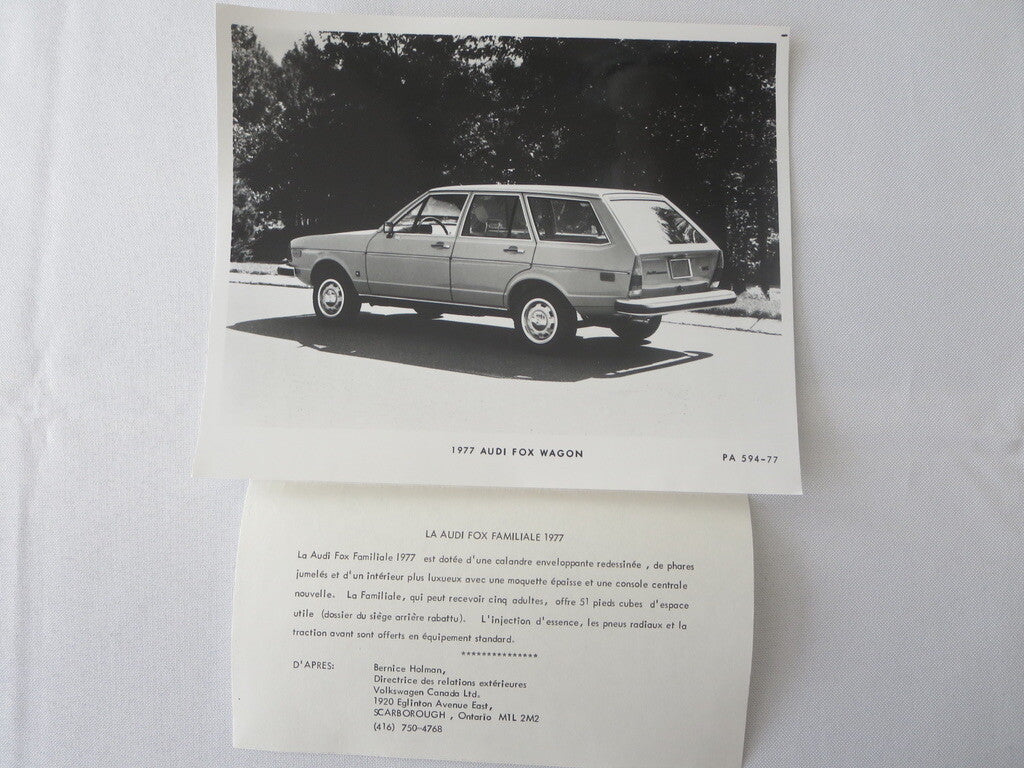 1977 AUDI FOX WAGON
PA 594-77
LA AUDI FOX FAMILIALE 1977
La Audi Fox Familiale 1977 est dotée d'une calandre enveloppante redessinée , de phares
jumelés et d'un intérieur plus luxueux avec une moquette épaisse et une console centrale
nouvelle. La Familiale, qui peut recevoir cinq adultes, offre 51 pieds cubes d'espace
utile (dossier du siège arrière rabattu). L'injection d'essence, les pneus radiaux et la
traction avant sont offerts en équipement standard.
***************
D'APRES: Bernice Holman,
Directrice des relations extérieures
Volkswagen Canada Ltd.
1920 Eglinton Avenue East,
SCARBOROUGH , Ontario M1L 2M2
(416) 750-4768